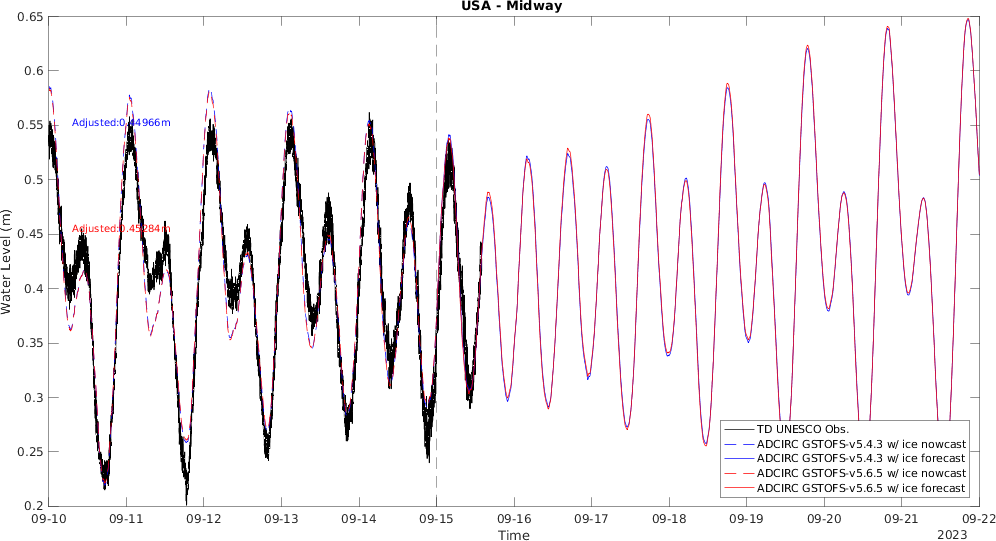 USA - Midway
0.65
0.6
0.55
0.5
0.45
0.4
0.35
0.3
0.25
0.2
Water Level (m)
Adjusted:0.44966m
Adjusted:0.45284m
TD UNESCO Obs.
ADCIRC GSTOFS-v5.4.3 w/ ice nowcast
ADCIRC GSTOFS-v5.4.3 w/ ice forecast
ADCIRC GSTOFS-v5.6.5 w/ ice nowcast
ADCIRC GSTOFS-v5.6.5 w/ ice forecast
09-10 09-11 09-12 09-13 09-14 09-15 09-16 09-17 09-18 09-19 09-20 09-21 09-22
Time
2023